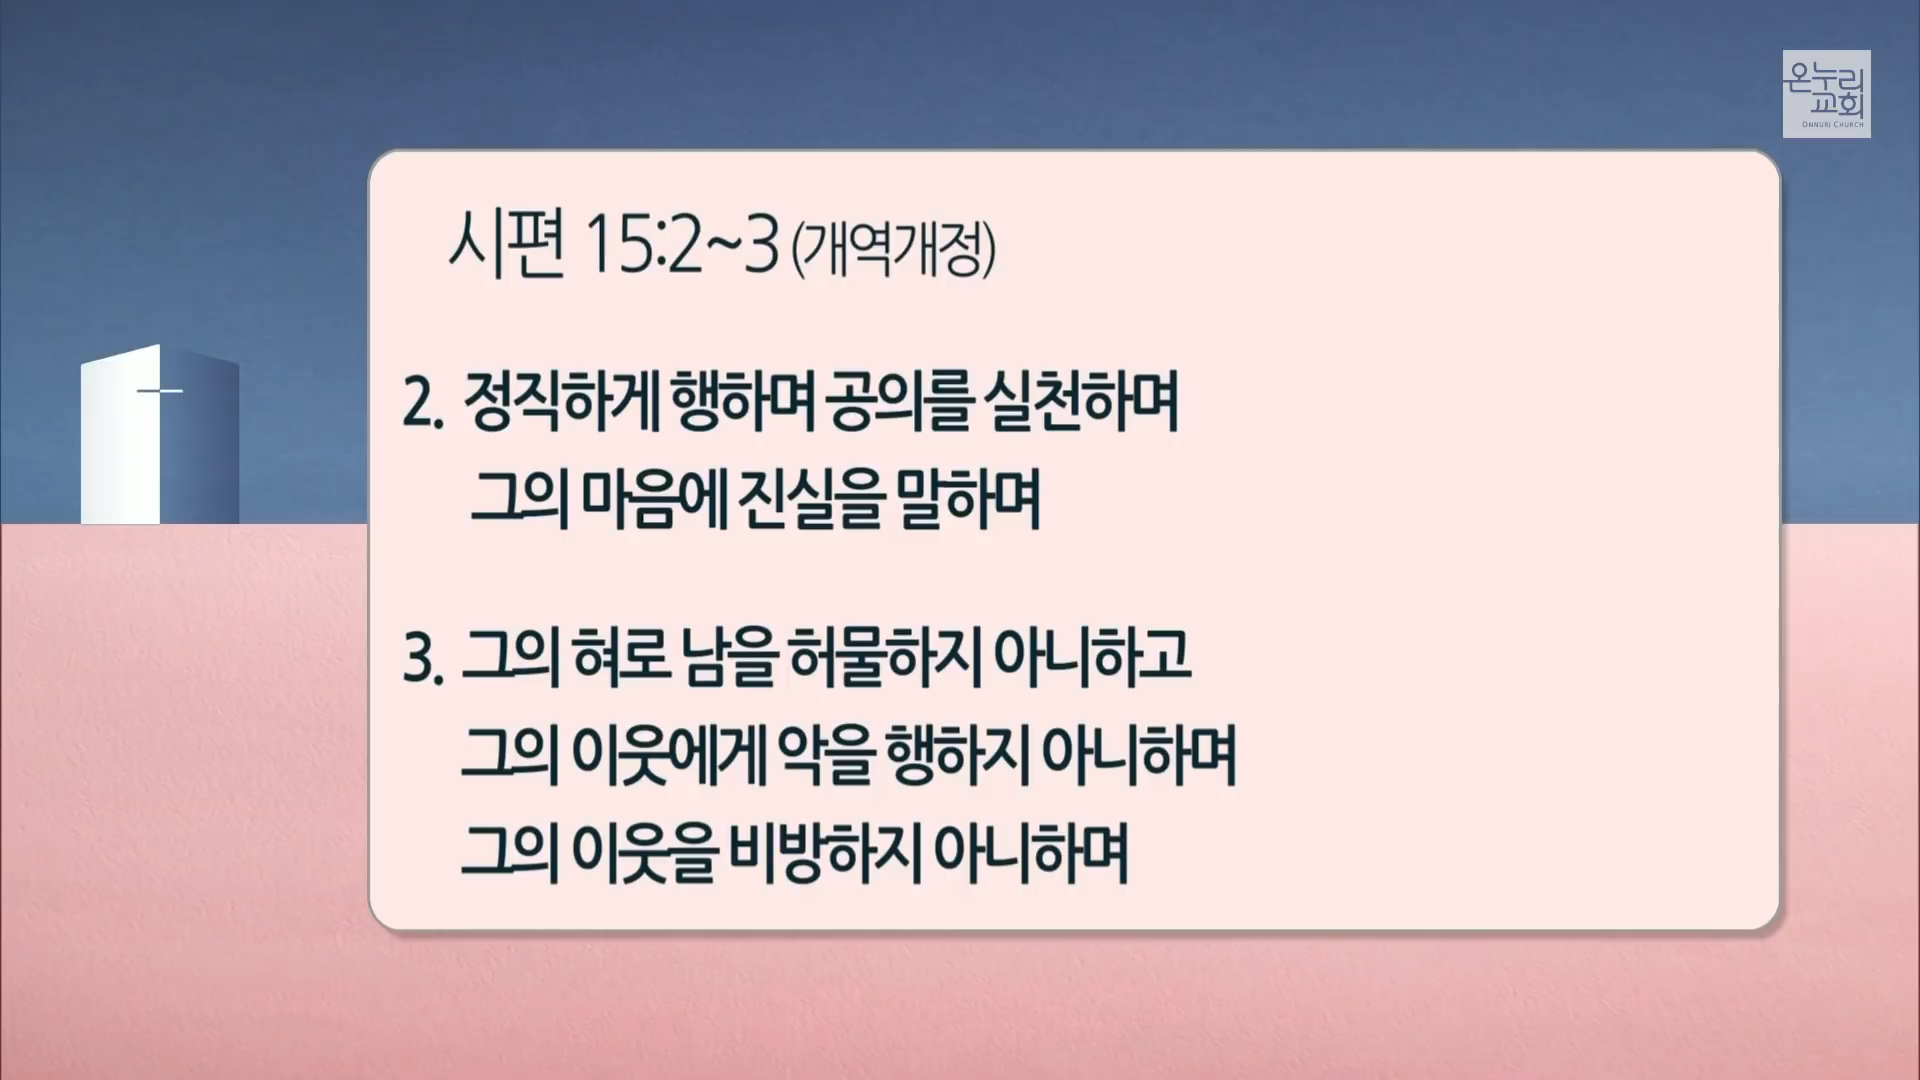 온누리
교회
ONNURI CHURCH
시편 15:2~3 (개역개정)
2. 정직하게 행하며 공의를 실천하며
그의 마음에 진실을 말하며
3. 그의 혀로 남을 허물하지 아니하고
그의 이웃에게 악을 행하지 아니하며
그의 이웃을 비방하지 아니하며